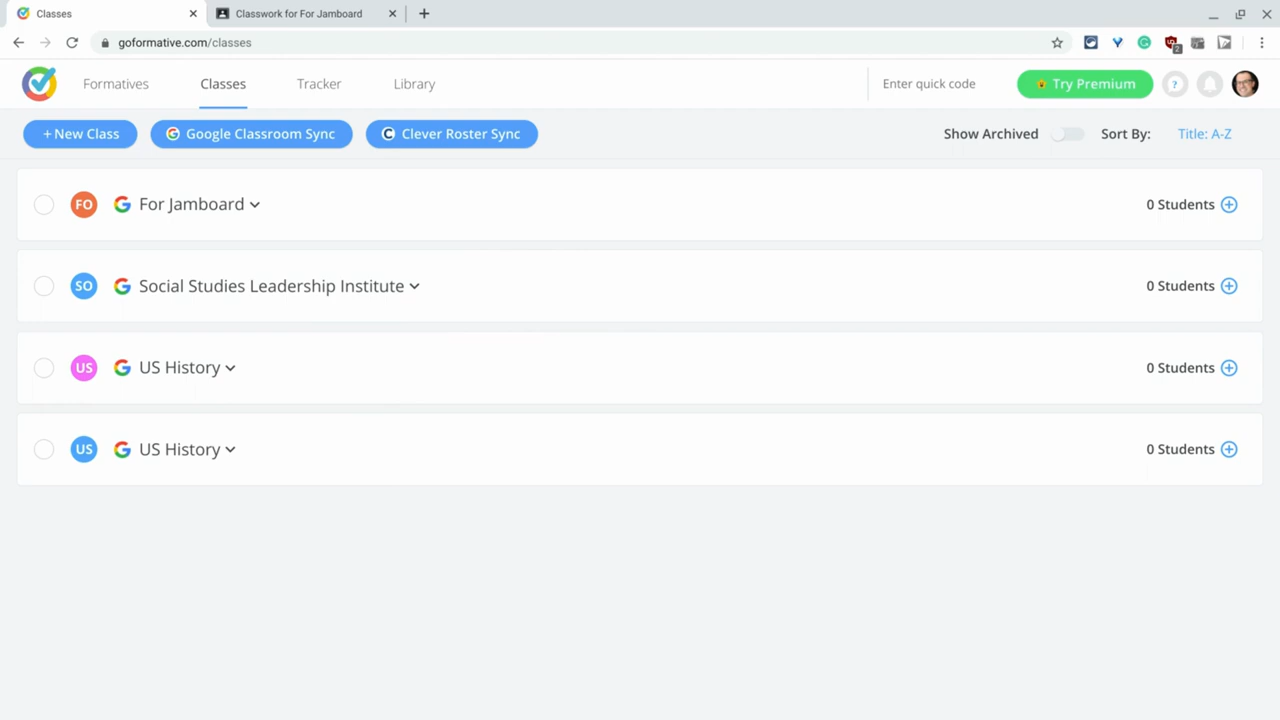 Classes
Classwork for For Jamboard
goformative.com/classes
2
Formatives
Classes
Tracker
Library
Enter quick code
Try Premium
?
+ New Class
G Google Classroom Sync
C Clever Roster Sync
Show Archived
Sort By:
Title: A-Z
FO G For Jamboard
0 Students
SO G Social Studies Leadership Institute
0 Students
US G US History
0 Students
US G US History
0 Students